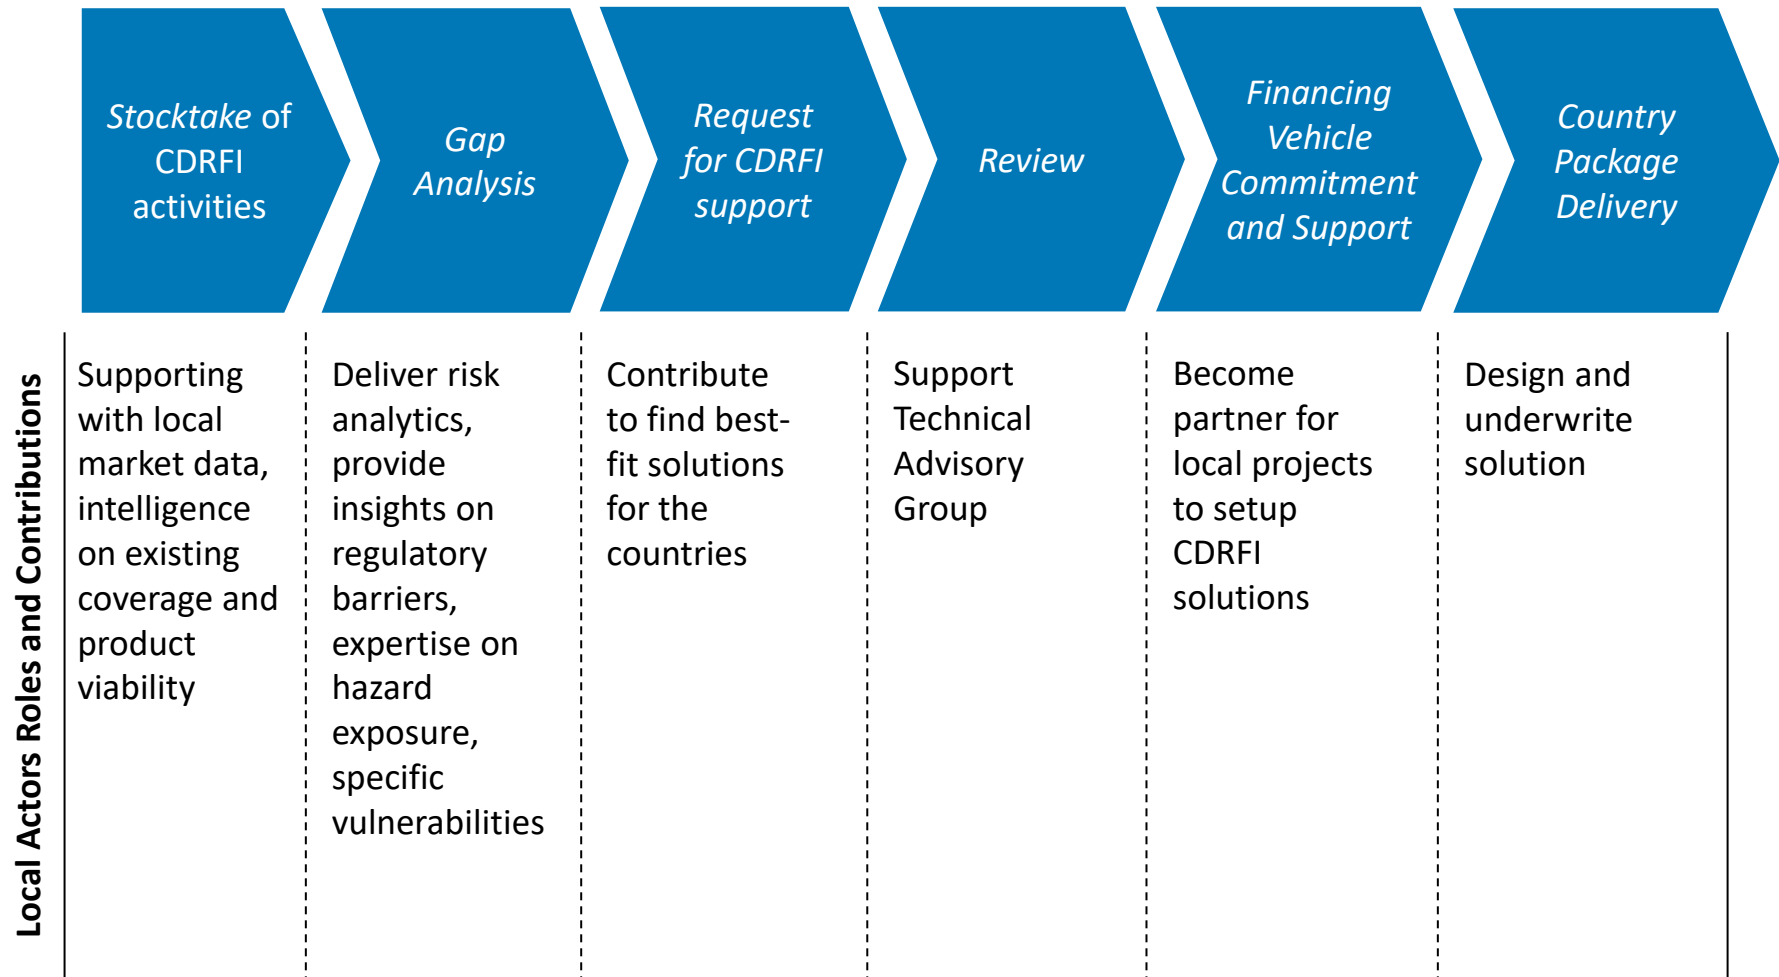 Stocktake of
CDRFI
activities
Gap
Analysis
Request
for CDRFI
support
Review
Financing
Vehicle
Commitment
and Support
Country
Package
Delivery
Local Actors Roles and Contributions
Supporting
with local
market data,
intelligence
on existing
coverage and
product
viability
Deliver risk
analytics,
provide
insights on
regulatory
barriers,
expertise on
hazard
exposure,
specific
vulnerabilities
Contribute
to find best-
fit solutions
for the
countries
Support
Technical
Advisory
Group
Become
partner for
local projects
to setup
CDRFI
solutions
Design and
underwrite
solution